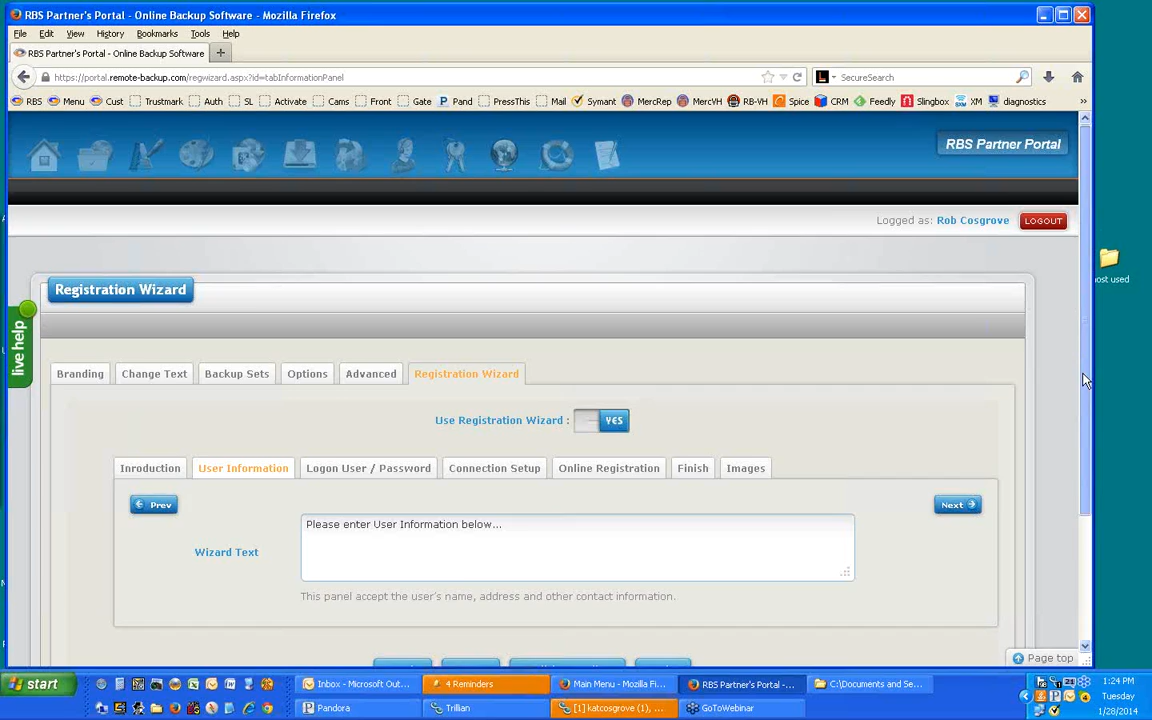 RBS Partner's Portal - Online Backup Software - Mozilla Firefox
File Edit View History Bookmarks Tools Help
RBS Partner's Portal - Online Backup Software +
https://portal.remote-backup.com/regwizard.aspx?id=tabInformationPanel SecureSearch
RBS Menu Cust Trustmark Auth SL Activate Cams Front Gate Pand PressThis Mail Symant MercRep MercVH RB-VH Spice CRM Feedly Slingbox XM diagnostics »
RBS Partner Portal
Logged as: Rob Cosgrove LOGOUT
most used
Registration Wizard
live help
Branding Change Text Backup Sets Options Advanced Registration Wizard
Use Registration Wizard : YES
Inroduction User Information Logon User / Password Connection Setup Online Registration Finish Images
Prev Next
Please enter User Information below...
Wizard Text
This panel accept the user's name, address and other contact information.
Page top
start Inbox - Microsoft Out... 4 Reminders Main Menu - Mozilla Fi... RBS Partner's Portal -... C:\Documents and Se... 1:24 PM
Tuesday
Pandora Trillian [1] katcosgrove (1), ... GoToWebinar 1/28/2014